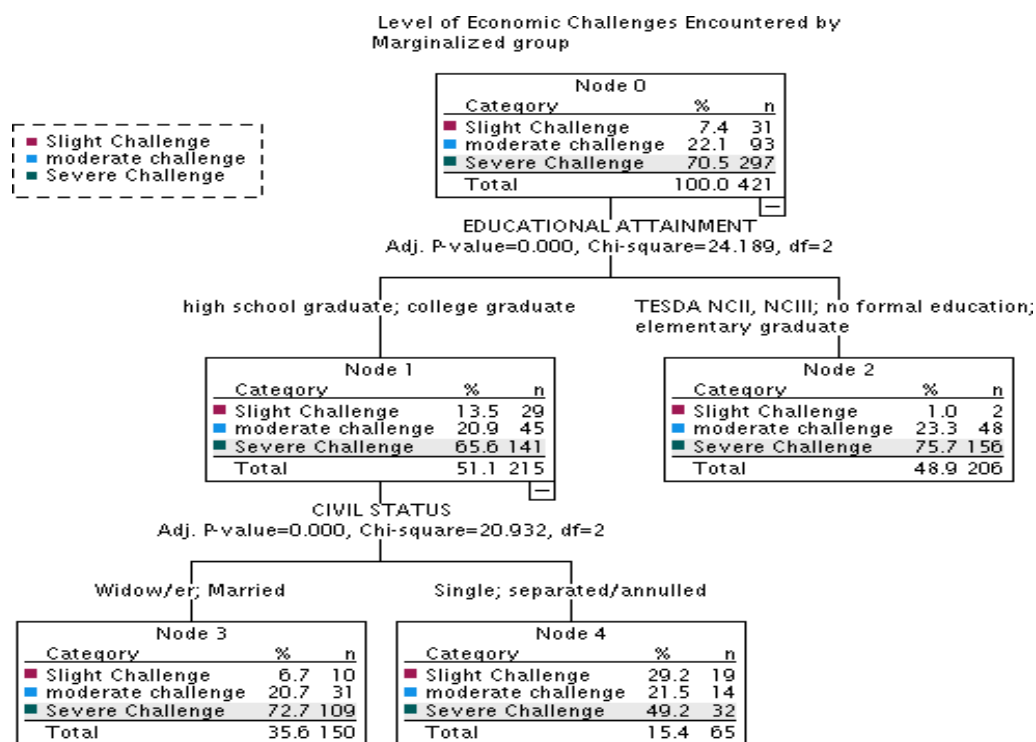 Level of Economic Challenges Encountered by
Marginalized group
Slight Challenge
moderate challenge
Severe Challenge
Node 0
Category % n
Slight Challenge 7.4 31
moderate challenge 22.1 93
Severe Challenge 70.5 297
Total 100.0 421
EDUCATIONAL ATTAINMENT
Adj. P-value=0.000, Chi-square=24.189, df=2
high school graduate; college graduate
TESDA NCII, NCIII; no formal education;
elementary graduate
Node 1
Category % n
Slight Challenge 13.5 29
moderate challenge 20.9 45
Severe Challenge 65.6 141
Total 51.1 215
Node 2
Category % n
Slight Challenge 1.0 2
moderate challenge 23.3 48
Severe Challenge 75.7 156
Total 48.9 206
CIVIL STATUS
Adj. P-value=0.000, Chi-square=20.932, df=2
Widow/er; Married
Single; separated/annulled
Node 3
Category % n
Slight Challenge 6.7 10
moderate challenge 20.7 31
Severe Challenge 72.7 109
Total 35.6 150
Node 4
Category % n
Slight Challenge 29.2 19
moderate challenge 21.5 14
Severe Challenge 49.2 32
Total 15.4 65